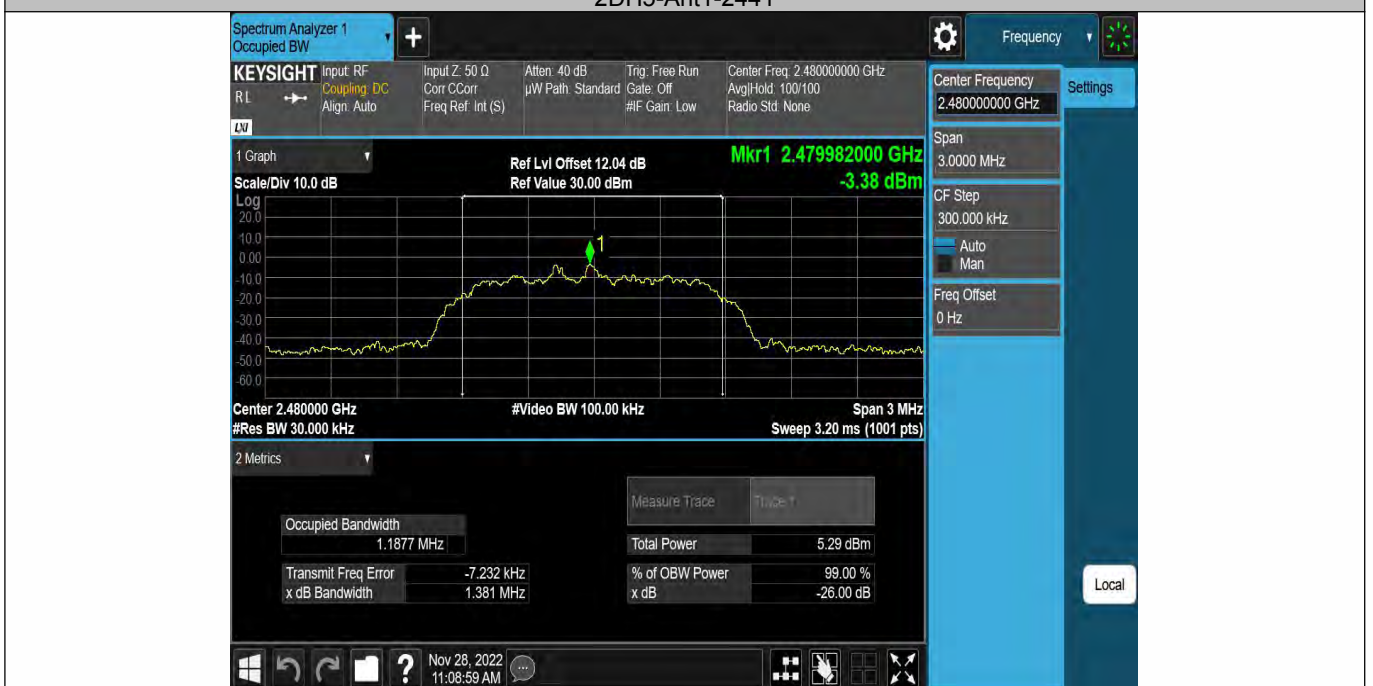 2DH5-Ant1-2441
Spectrum Analyzer 1
Occupied BW
+
Frequency
KEYSIGHT Input: RF Input Z: 50 Ω Atten: 40 dB Trig: Free Run Center Freq: 2.480000000 GHz
RL Coupling: DC Corr CCorr µW Path: Standard Gate: Off Avg|Hold: 100/100
Align: Auto Freq Ref: Int (S) #IF Gain: Low Radio Std: None
LXI
Center Frequency
2.480000000 GHz
Settings
Span
3.0000 MHz
CF Step
300.000 kHz
Auto
Man
Freq Offset
0 Hz
1 Graph Ref Lvl Offset 12.04 dB Mkr1 2.479982000 GHz
Scale/Div 10.0 dB Ref Value 30.00 dBm -3.38 dBm
Log
20.0
10.0
0.00
-10.0
-20.0
-30.0
-40.0
-50.0
-60.0
1
Center 2.480000 GHz #Video BW 100.00 kHz Span 3 MHz
#Res BW 30.000 kHz Sweep 3.20 ms (1001 pts)
2 Metrics
Measure Trace Trace 1
Occupied Bandwidth
1.1877 MHz Total Power 5.29 dBm
Transmit Freq Error -7.232 kHz % of OBW Power 99.00 %
x dB Bandwidth 1.381 MHz x dB -26.00 dB
Local
? Nov 28, 2022
11:08:59 AM